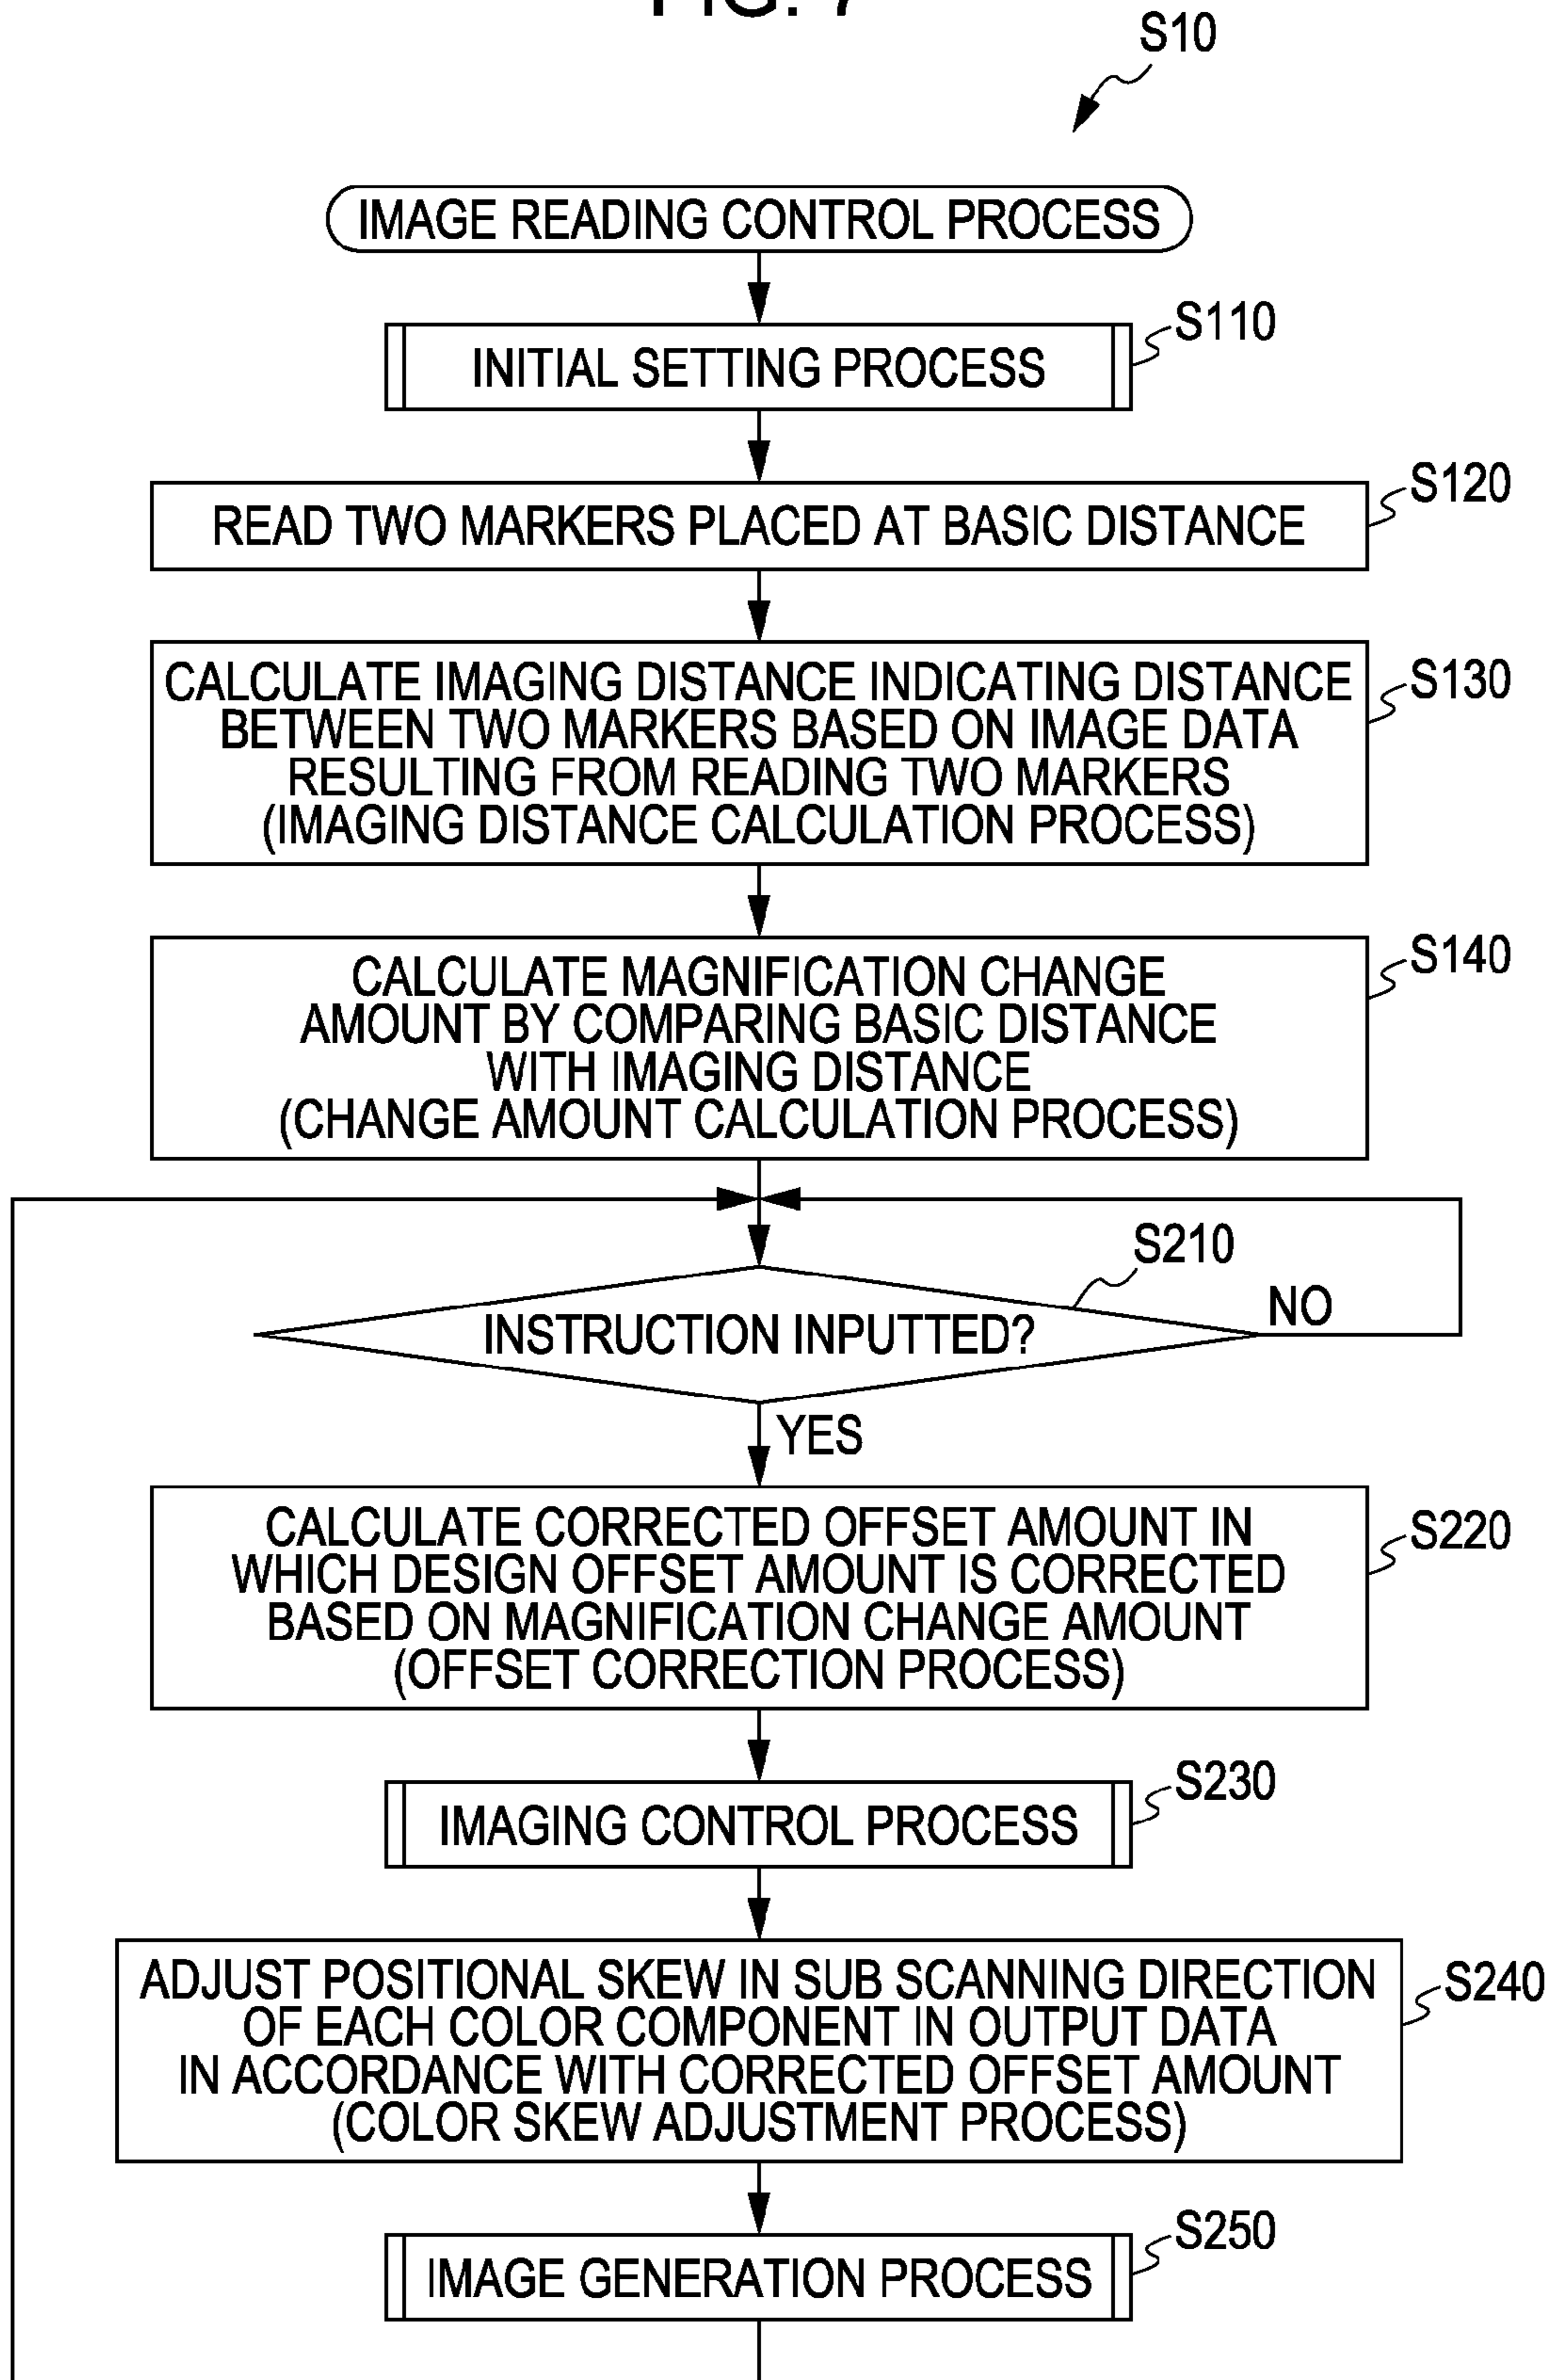 FIG. 7
S10
IMAGE READING CONTROL PROCESS
S110
INITIAL SETTING PROCESS
S120
READ TWO MARKERS PLACED AT BASIC DISTANCE
S130
CALCULATE IMAGING DISTANCE INDICATING DISTANCE
BETWEEN TWO MARKERS BASED ON IMAGE DATA
RESULTING FROM READING TWO MARKERS
(IMAGING DISTANCE CALCULATION PROCESS)
S140
CALCULATE MAGNIFICATION CHANGE
AMOUNT BY COMPARING BASIC DISTANCE
WITH IMAGING DISTANCE
(CHANGE AMOUNT CALCULATION PROCESS)
S210
INSTRUCTION INPUTTED?
NO
YES
S220
CALCULATE CORRECTED OFFSET AMOUNT IN
WHICH DESIGN OFFSET AMOUNT IS CORRECTED
BASED ON MAGNIFICATION CHANGE AMOUNT
(OFFSET CORRECTION PROCESS)
S230
IMAGING CONTROL PROCESS
S240
ADJUST POSITIONAL SKEW IN SUB SCANNING DIRECTION
OF EACH COLOR COMPONENT IN OUTPUT DATA
IN ACCORDANCE WITH CORRECTED OFFSET AMOUNT
(COLOR SKEW ADJUSTMENT PROCESS)
S250
IMAGE GENERATION PROCESS